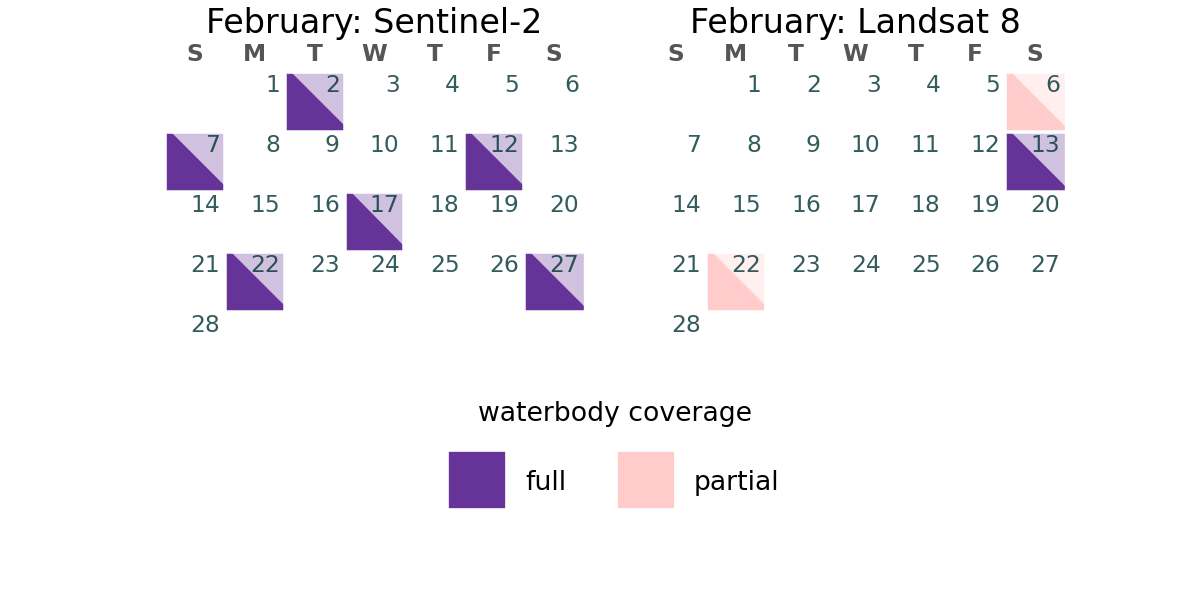 February: Sentinel-2
S M T W T F S
1 2 3 4 5 6
7 8 9 10 11 12 13
14 15 16 17 18 19 20
21 22 23 24 25 26 27
28
February: Landsat 8
S M T W T F S
1 2 3 4 5 6
7 8 9 10 11 12 13
14 15 16 17 18 19 20
21 22 23 24 25 26 27
28
waterbody coverage
full
partial